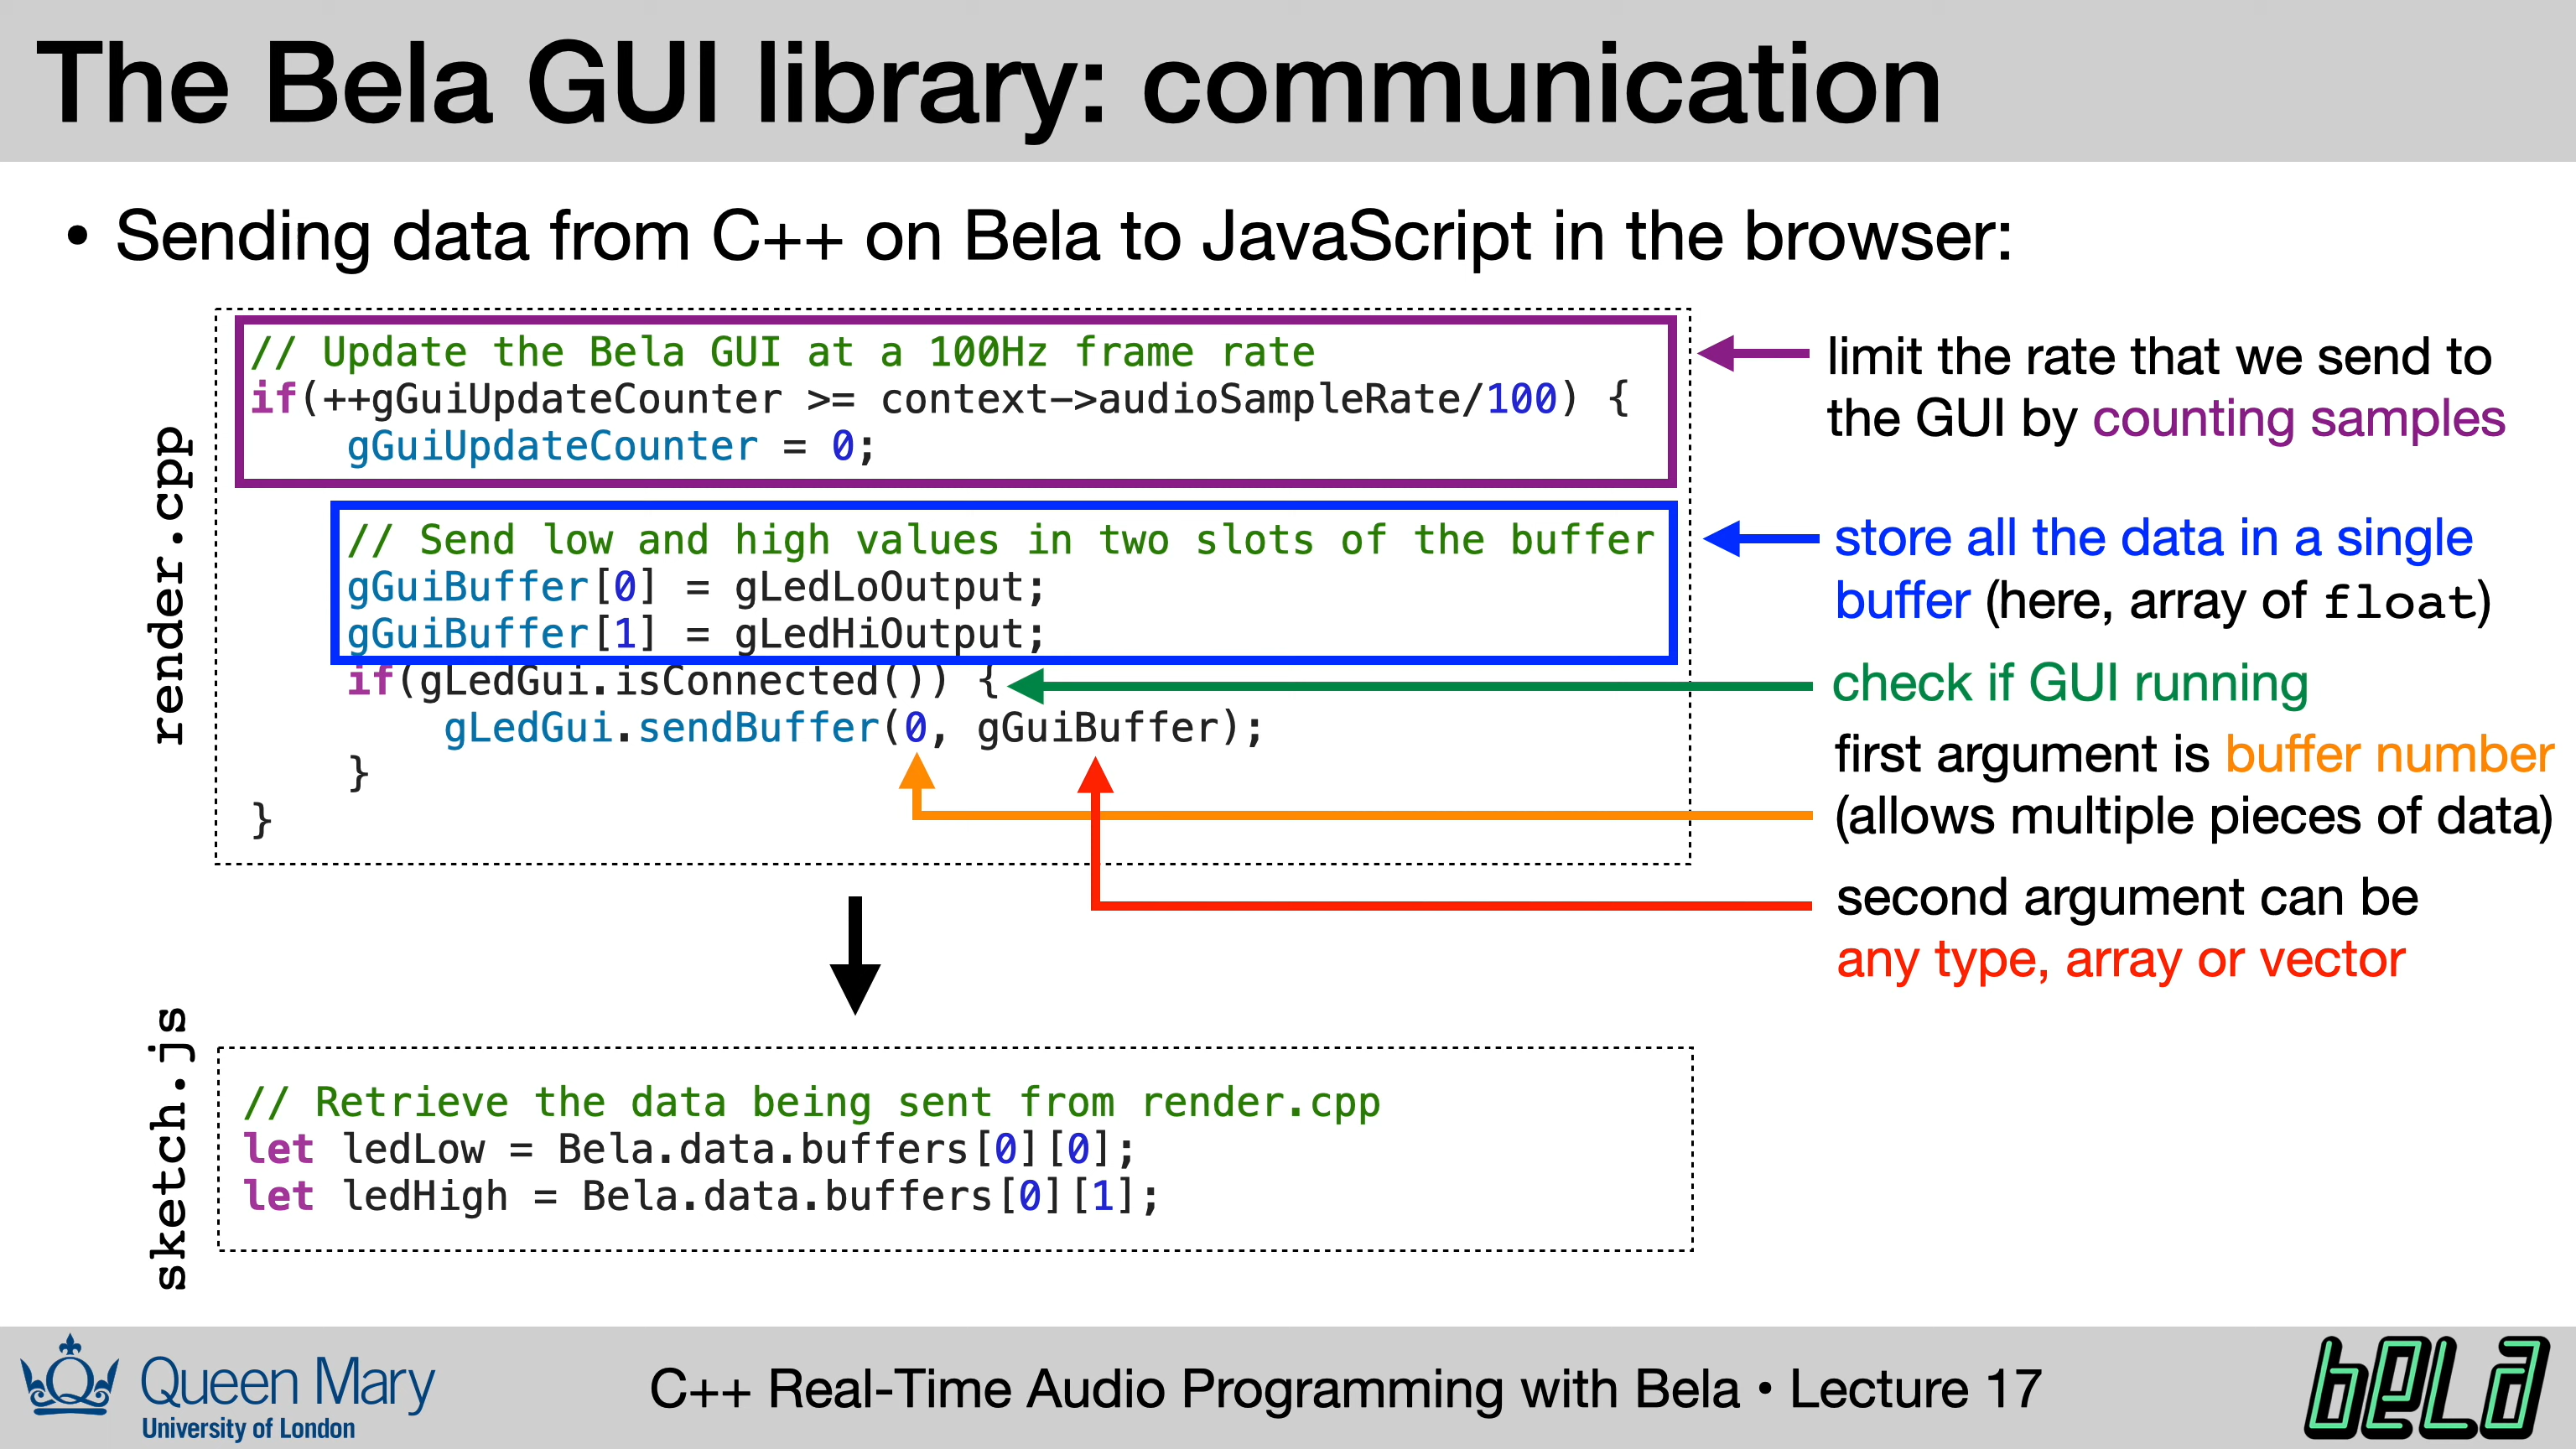 The Bela GUI library: communication
• Sending data from C++ on Bela to JavaScript in the browser:
render.cpp
// Update the Bela GUI at a 100Hz frame rate
if(++gGuiUpdateCounter >= context->audioSampleRate/100) {
gGuiUpdateCounter = 0;
// Send low and high values in two slots of the buffer
gGuiBuffer[0] = gLedLoOutput;
gGuiBuffer[1] = gLedHiOutput;
if(gLedGui.isConnected()) {
gLedGui.sendBuffer(0, gGuiBuffer);
}
}
limit the rate that we send to
the GUI by counting samples
store all the data in a single
buffer (here, array of float)
check if GUI running
first argument is buffer number
(allows multiple pieces of data)
second argument can be
any type, array or vector
sketch.js
// Retrieve the data being sent from render.cpp
let ledLow = Bela.data.buffers[0][0];
let ledHigh = Bela.data.buffers[0][1];
Queen Mary
University of London
C++ Real-Time Audio Programming with Bela • Lecture 17
bela